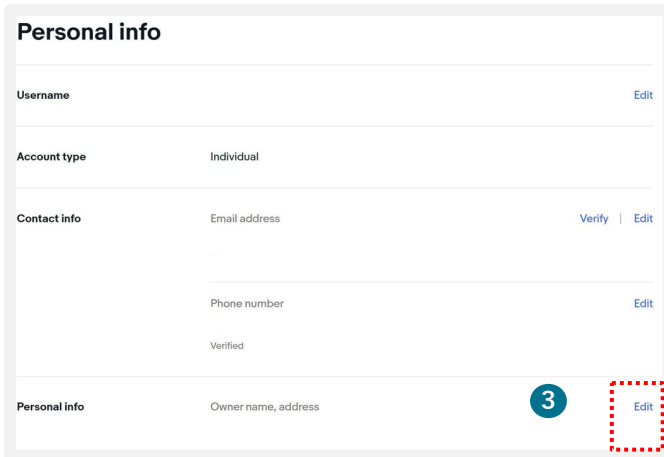 Personal info
Username Edit
Account type Individual
Contact info Email address Verify | Edit
Phone number Edit
Verified
Personal info Owner name, address 3 Edit